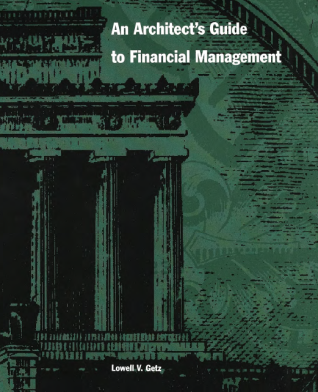 An Architect's Guide
to Financial Management
Lowell V. Getz